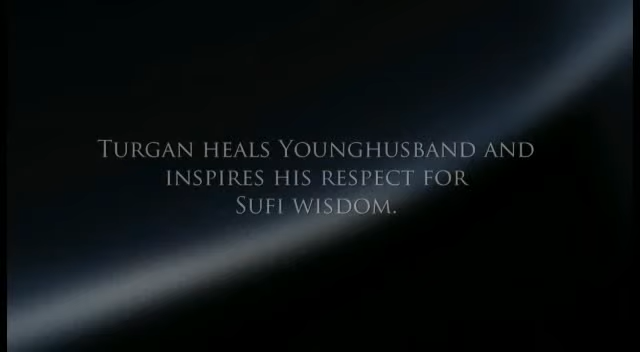 Turgan heals Younghusband and
inspires his respect for
Sufi wisdom.